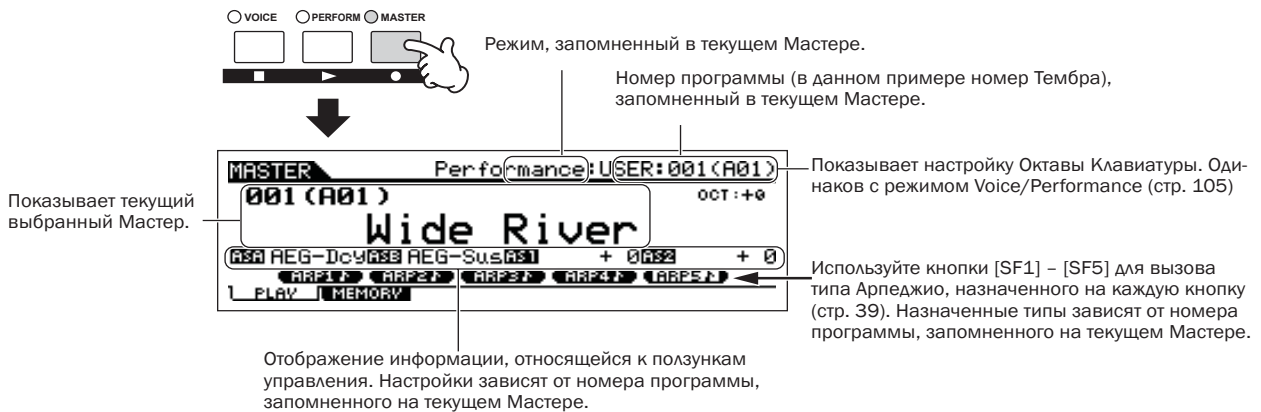 VOICE PERFORM MASTER
Режим, запомненный в текущем Мастере.
Номер программы (в данном примере номер Тембра),
запомненный в текущем Мастере.
MASTER Performance:USER:001(A01)
Показывает настройку Октавы Клавиатуры. Оди-
наков с режимом Voice/Performance (стр. 105)
Показывает текущий
выбранный Мастер.
001(A01) OCT:+0
Wide River
ASA AEG-Dcy ASB AEG-Sus AS1 + 0 AS2 + 0
ARP1♪ ARP2♪ ARP3♪ ARP4♪ ARP5♪
PLAY MEMORY
Используйте кнопки [SF1] – [SF5] для вызова
типа Арпеджио, назначенного на каждую кнопку
(стр. 39). Назначенные типы зависят от номера
программы, запомненного на текущем Мастере.
Отображение информации, относящейся к ползункам
управления. Настройки зависят от номера программы,
запомненного на текущем Мастере.